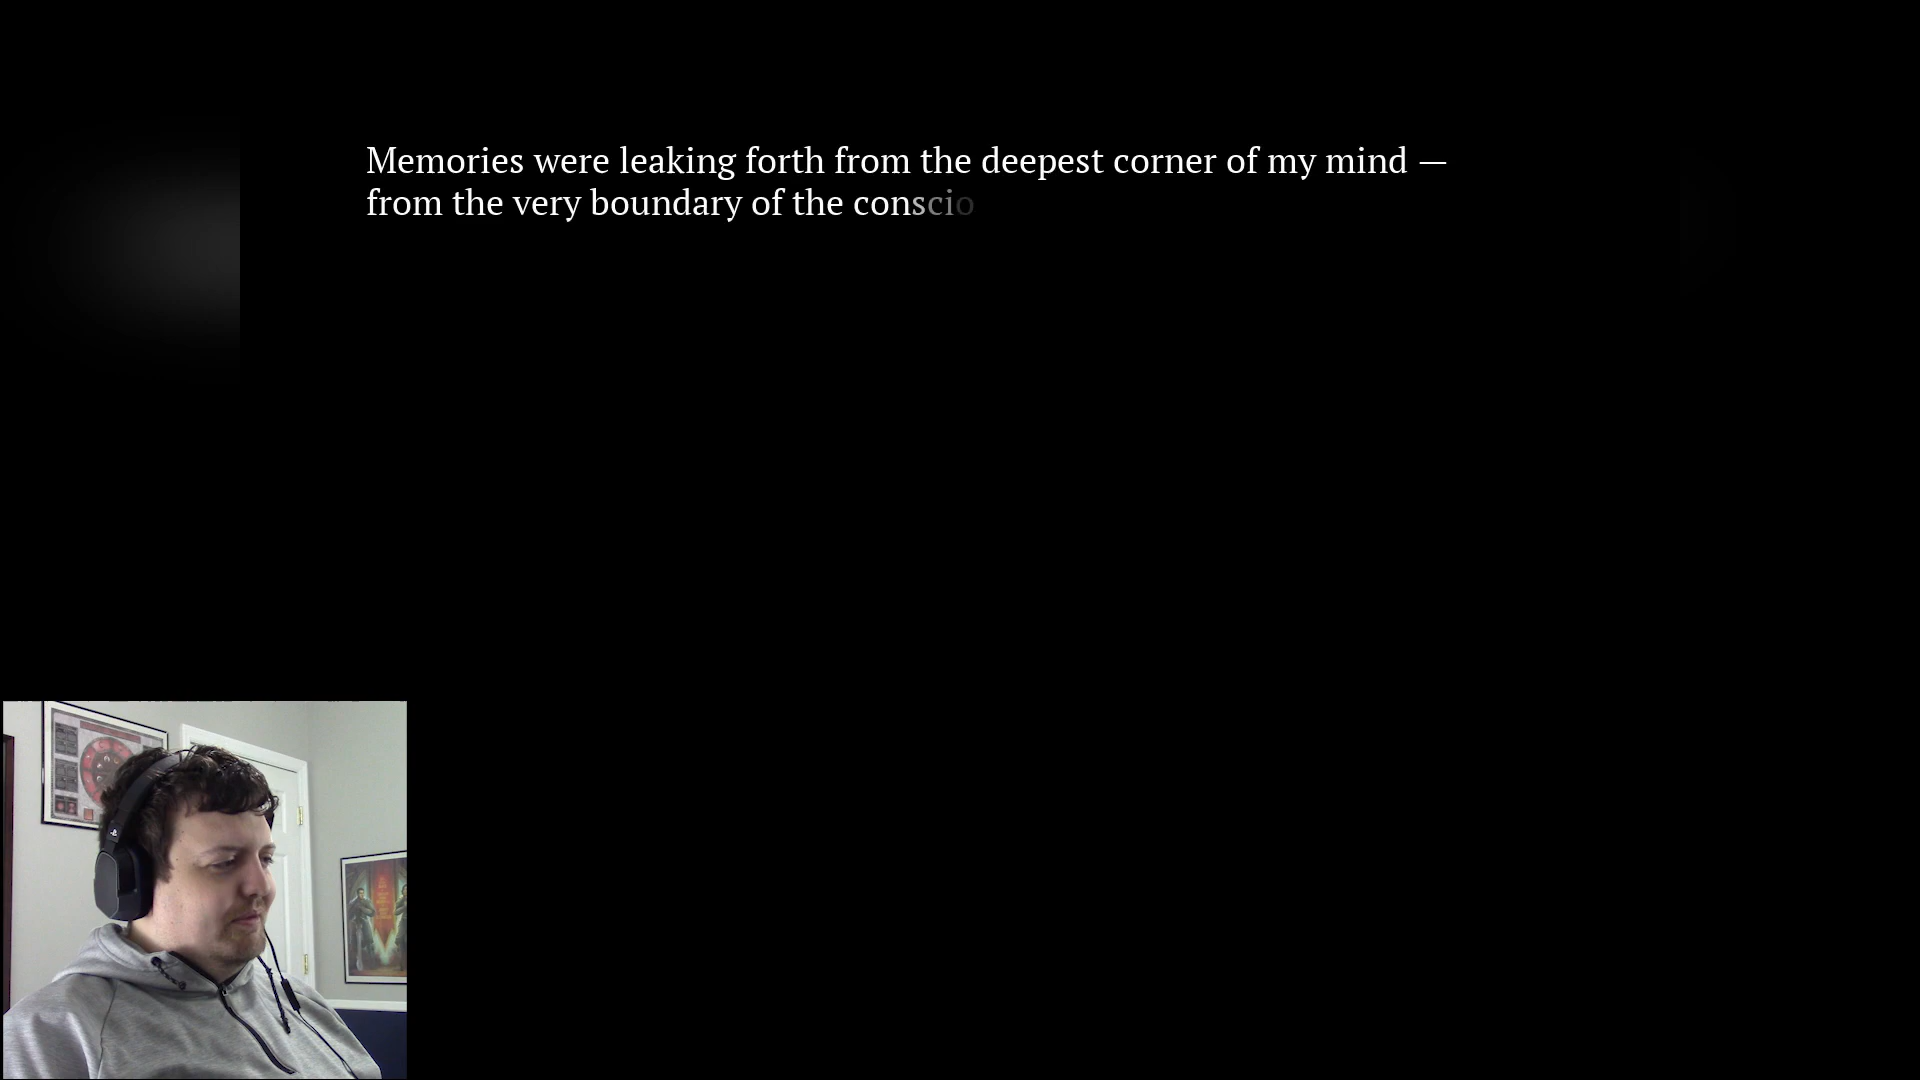 Memories were leaking forth from the deepest corner of my mind —
from the very boundary of the conscio